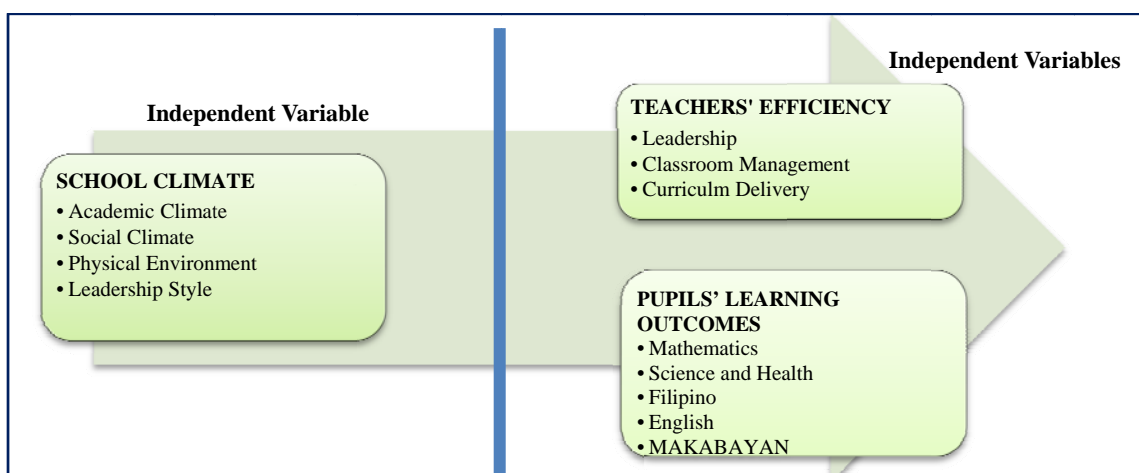 Independent Variable
SCHOOL CLIMATE
• Academic Climate
• Social Climate
• Physical Environment
• Leadership Style
Independent Variables
TEACHERS' EFFICIENCY
• Leadership
• Classroom Management
• Curriculm Delivery
PUPILS’ LEARNING
OUTCOMES
• Mathematics
• Science and Health
• Filipino
• English
• MAKABAYAN